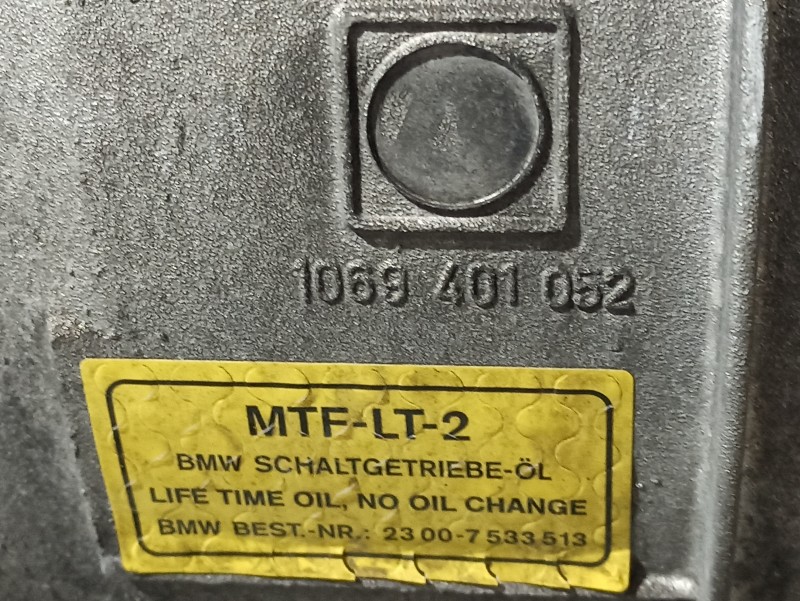 1069 401 052
MTF-LT-2
BMW SCHALTGETRIEBE-ÖL
LIFE TIME OIL, NO OIL CHANGE
BMW BEST.-NR.: 23 00-7 533 513